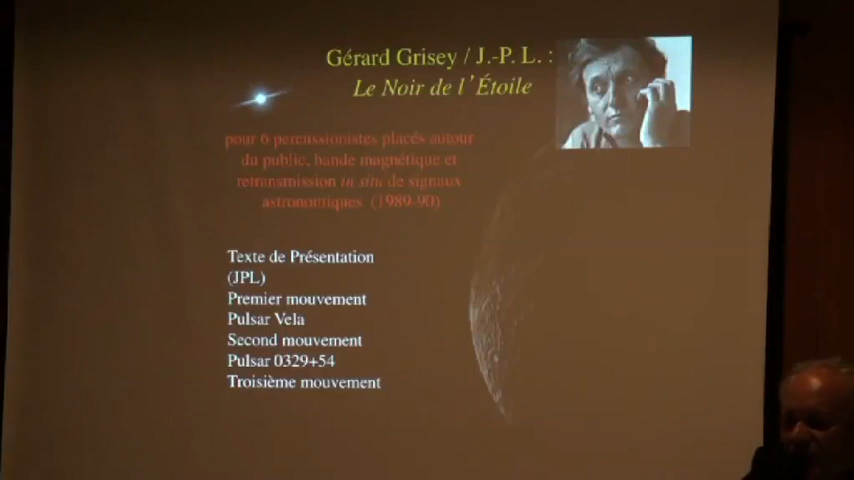 Gérard Grisey / J.-P. L. :
Le Noir de l'Étoile
pour 6 percussionistes placés autour
du public, bande magnétique et
retransmission in situ de signaux
astronomiques (1989-90)
Texte de Présentation
(JPL)
Premier mouvement
Pulsar Vela
Second mouvement
Pulsar 0329+54
Troisième mouvement